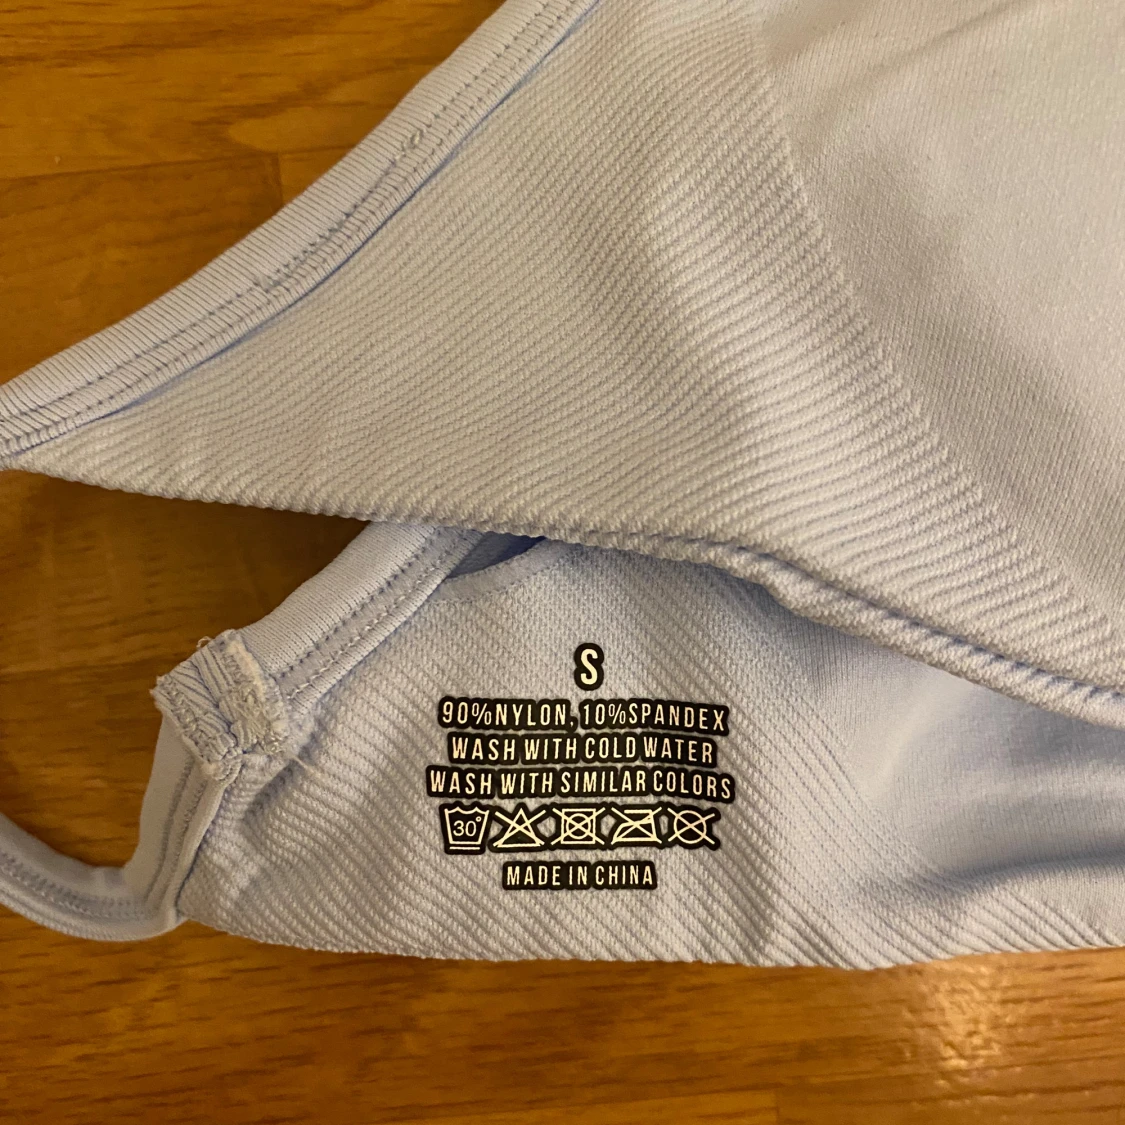 S
90%NYLON, 10%SPANDEX
WASH WITH COLD WATER
WASH WITH SIMILAR COLORS
30°
MADE IN CHINA